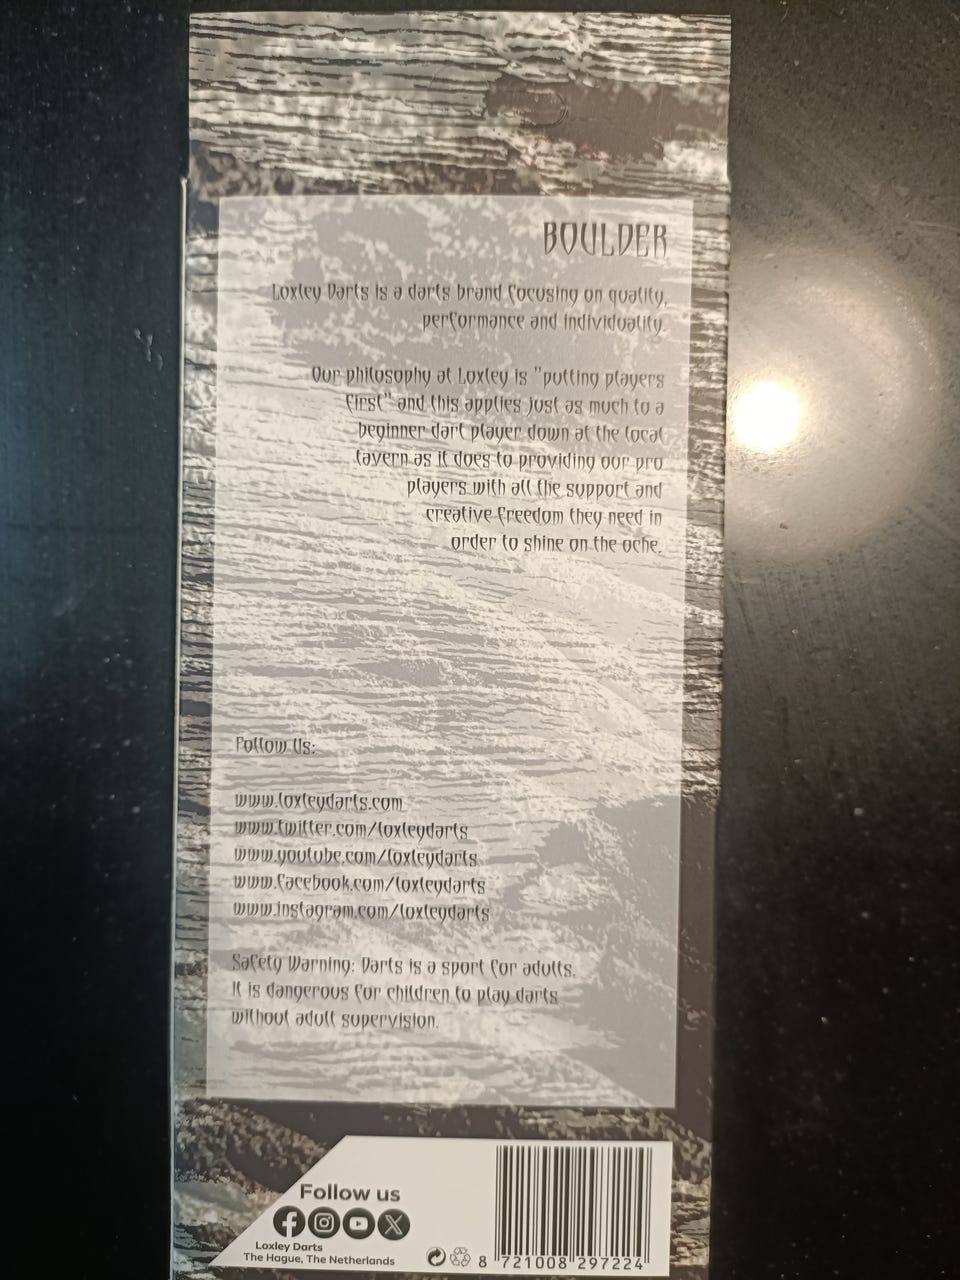 BOULDER
Loxley Darts is a darts brand focusing on quality,
performance and individuality.
Our philosophy at Loxley is "putting players
first" and this applies just as much to a
beginner dart player down at the local
tavern as it does to providing our pro
players with all the support and
creative freedom they need in
order to shine on the oche.
Follow Us:
www.loxleydarts.com
www.twitter.com/loxleydarts
www.youtube.com/loxleydarts
www.facebook.com/loxleydarts
www.instagram.com/loxleydarts
Safety Warning: Darts is a sport for adults.
It is dangerous for children to play darts
without adult supervision.
Follow us
Loxley Darts
The Hague, The Netherlands
8 721008 297224